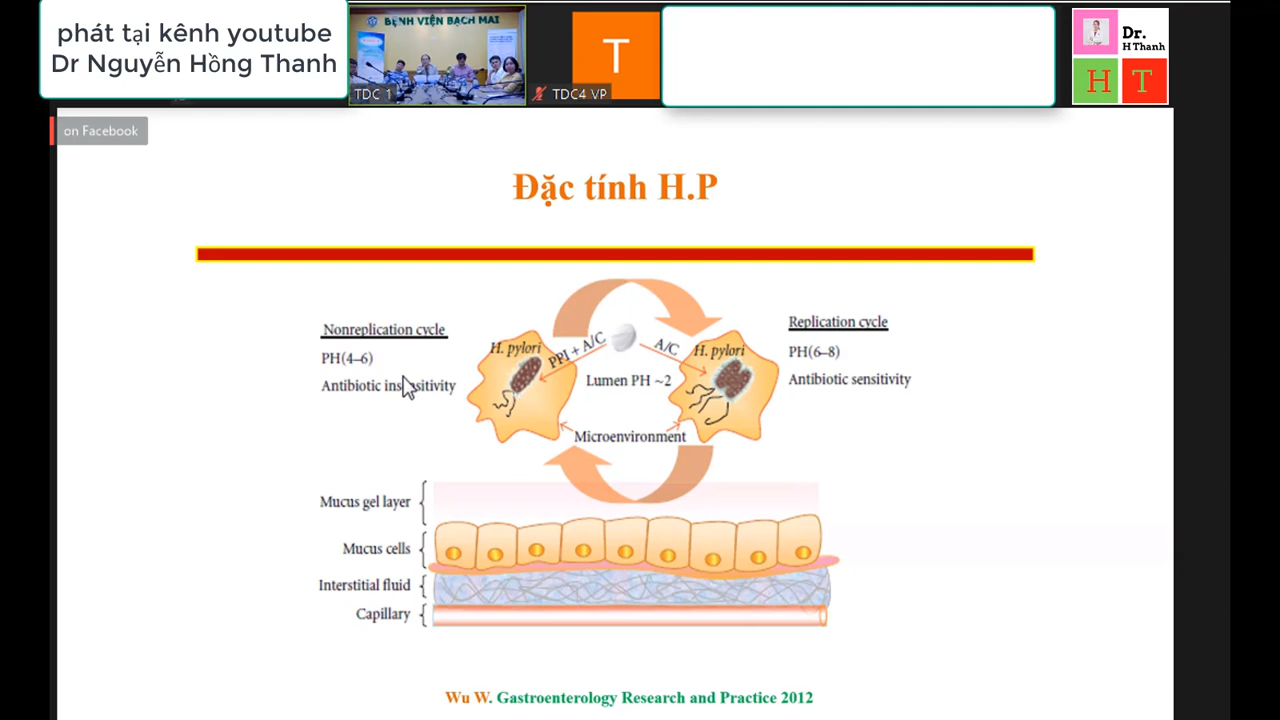 phát tại kênh youtube
Dr Nguyễn Hồng Thanh
BỆNH VIỆN BẠCH MAI
TDC 1
T
TDC4 VP
Dr.
H Thanh
H T
on Facebook
Đặc tính H.P
Nonreplication cycle
PH(4–6)
Antibiotic insensitivity
H. pylori
PPI + A/C
A/C
H. pylori
Lumen PH ~2
Microenvironment
Replication cycle
PH(6–8)
Antibiotic sensitivity
Mucus gel layer
Mucus cells
Interstitial fluid
Capillary
Wu W. Gastroenterology Research and Practice 2012